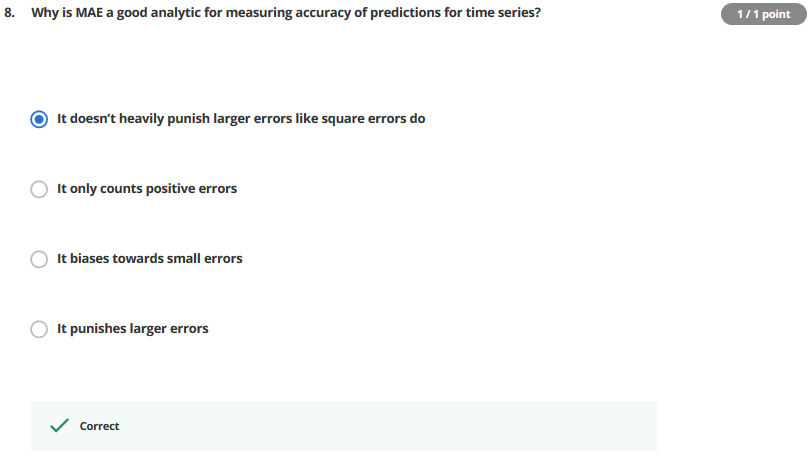 8. Why is MAE a good analytic for measuring accuracy of predictions for time series?
1 / 1 point
It doesn't heavily punish larger errors like square errors do
It only counts positive errors
It biases towards small errors
It punishes larger errors
Correct